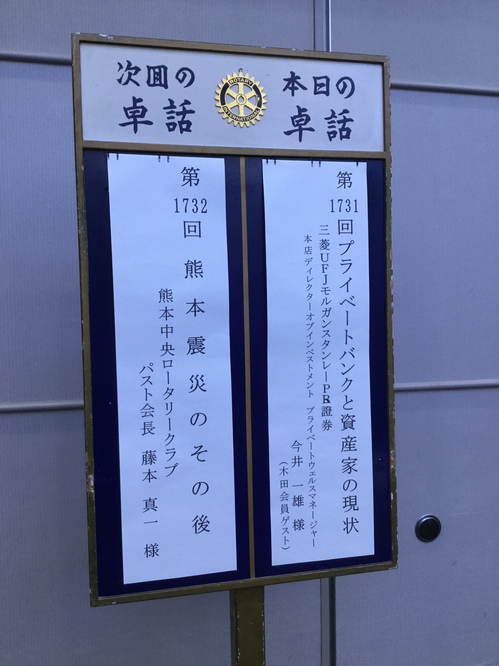 本日の
卓話
次回の
卓話
ROTARY
INTERNATIONAL
第1731回 プライベートバンクと資産家の現状
三菱UFJモルガンスタンレーPB證券
本店ディレクターオブインベストメント プライベートウェルスマネージャー
今井 一雄 様
(木田会員ゲスト)
第1732回 熊本震災のその後
熊本中央ロータリークラブ
パスト会長 藤本 真一 様